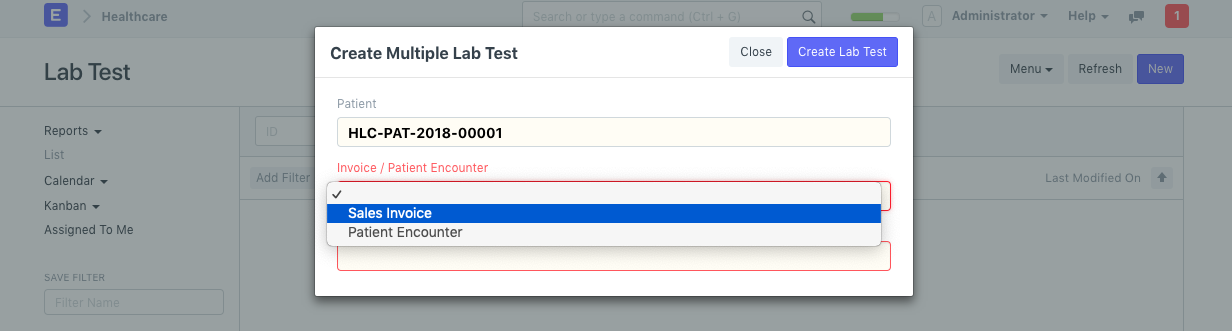 E
Healthcare
Search or type a command (Ctrl + G)
A
Administrator
Help
1
Lab Test
Menu
Refresh
New
Create Multiple Lab Test
Close
Create Lab Test
Patient
HLC-PAT-2018-00001
Invoice / Patient Encounter
Sales Invoice
Patient Encounter
Reports
List
Calendar
Kanban
Assigned To Me
SAVE FILTER
Filter Name
ID
Add Filter
Last Modified On